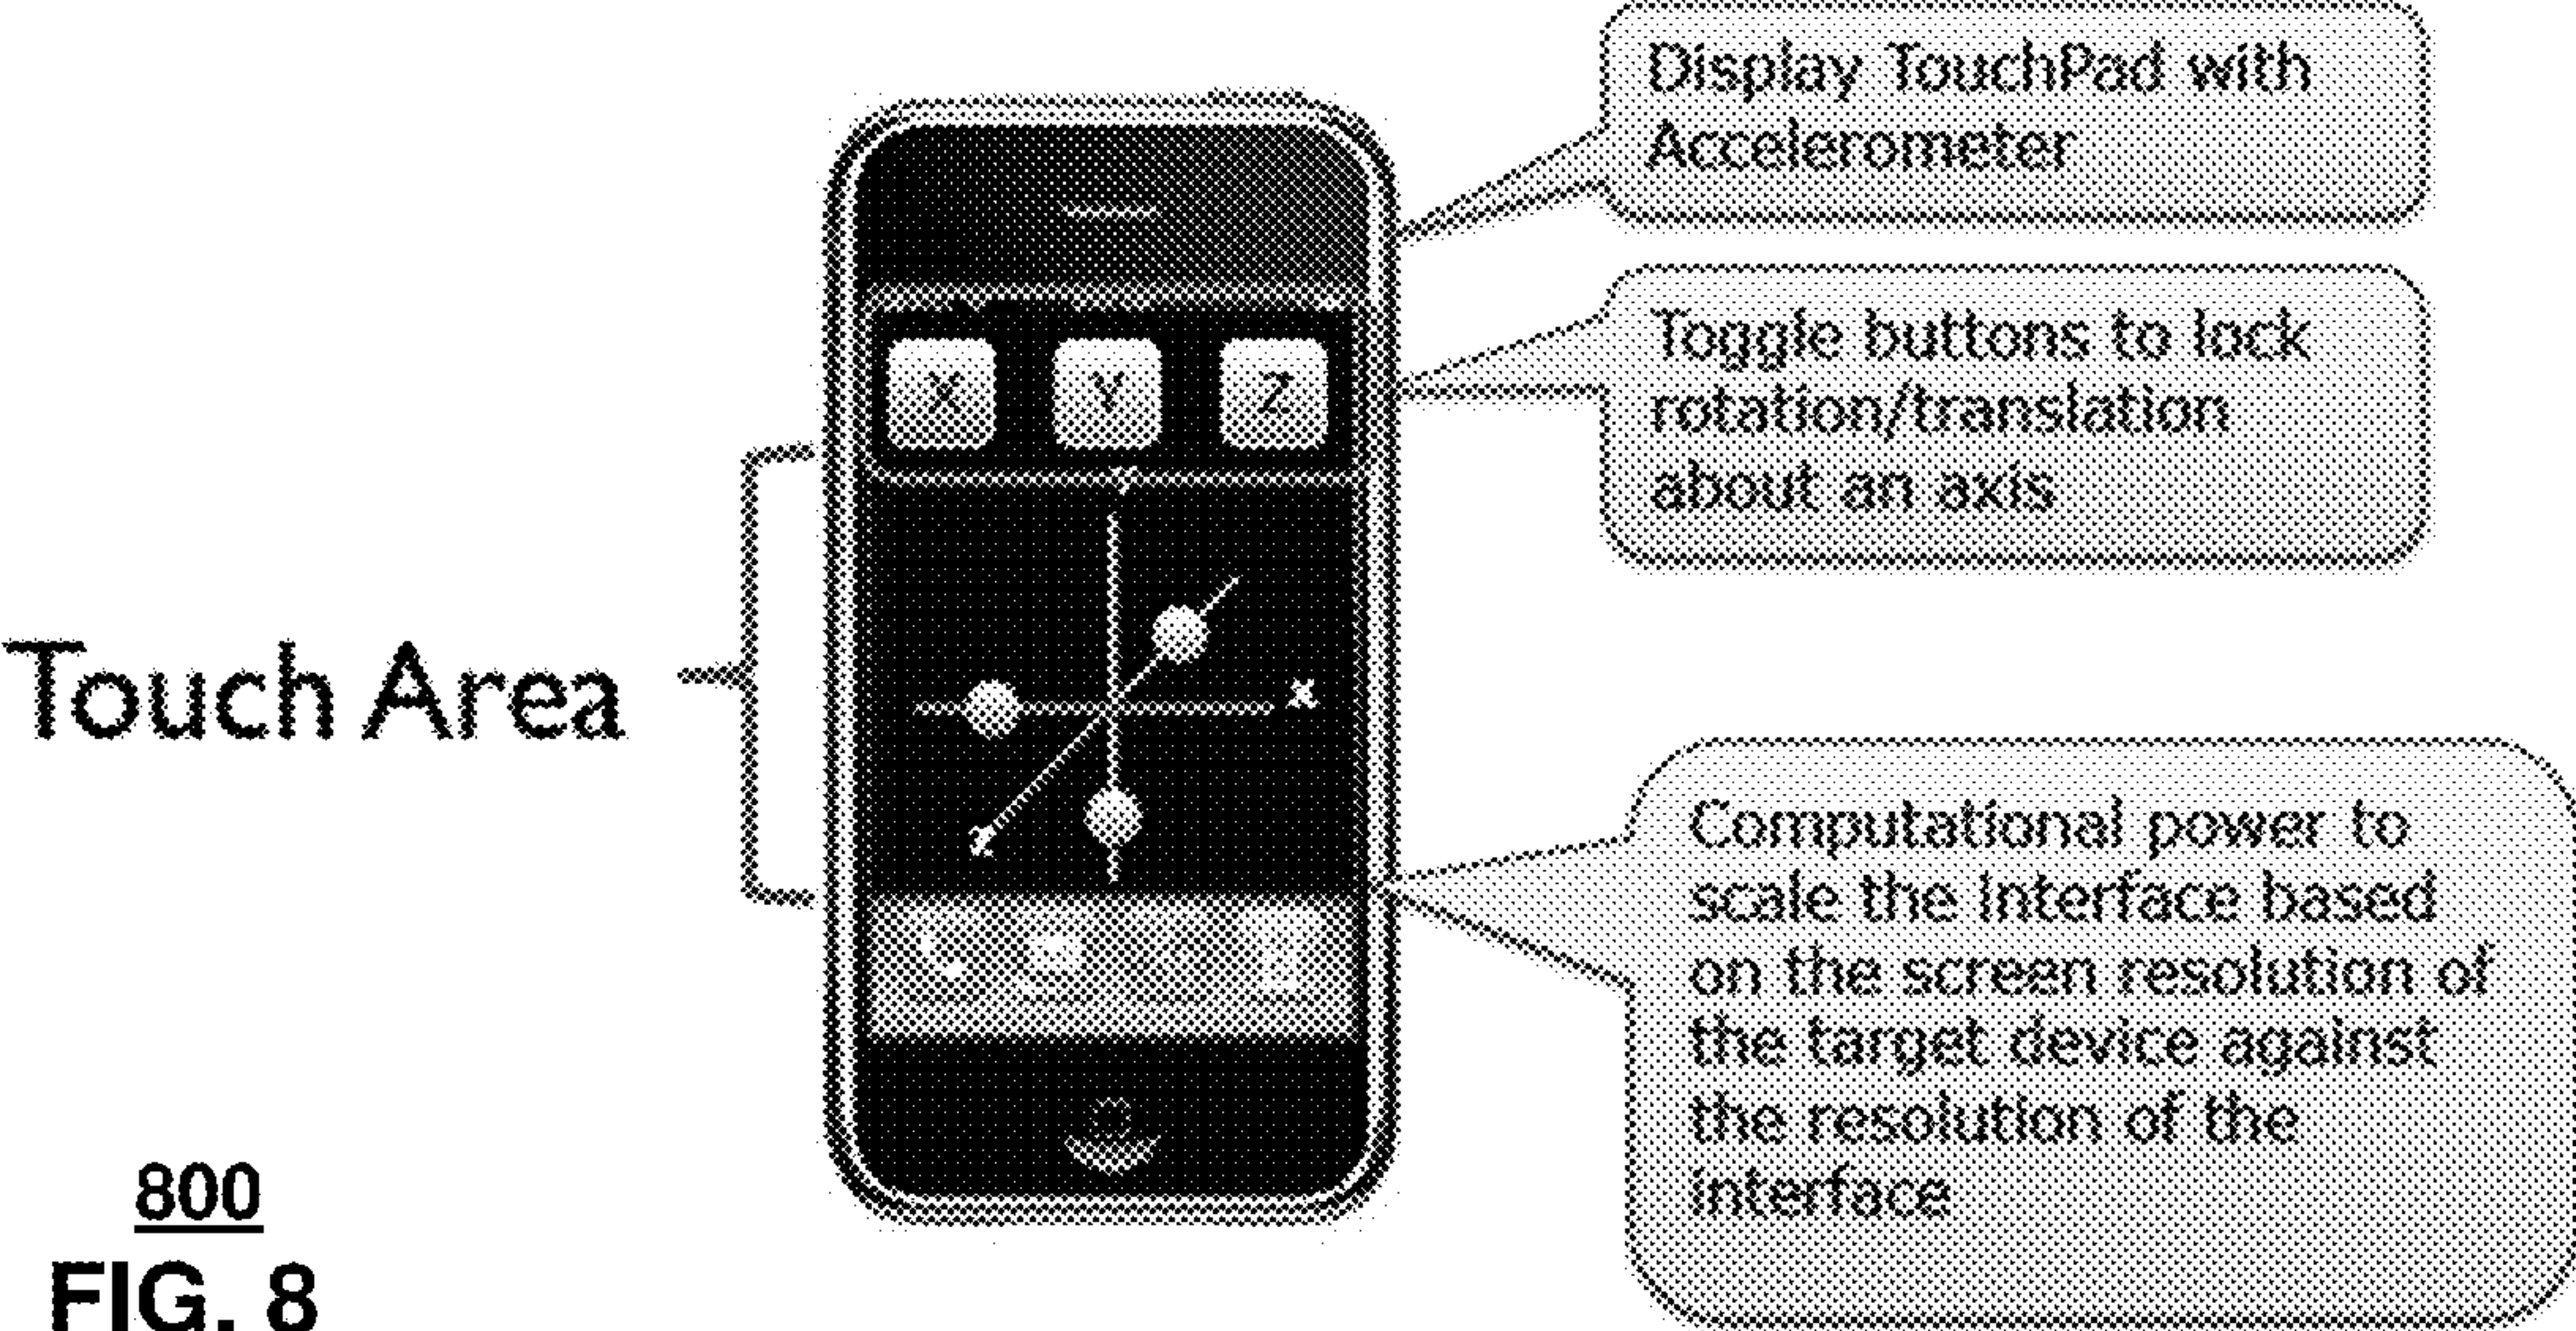 Display TouchPad with
Accelerometer
Toggle buttons to lock
rotation/translation
about an axis
X Y Z
Y
X
Z
Touch Area
Computational power to
scale the interface based
on the screen resolution of
the target device against
the resolution of the
interface
800
FIG. 8